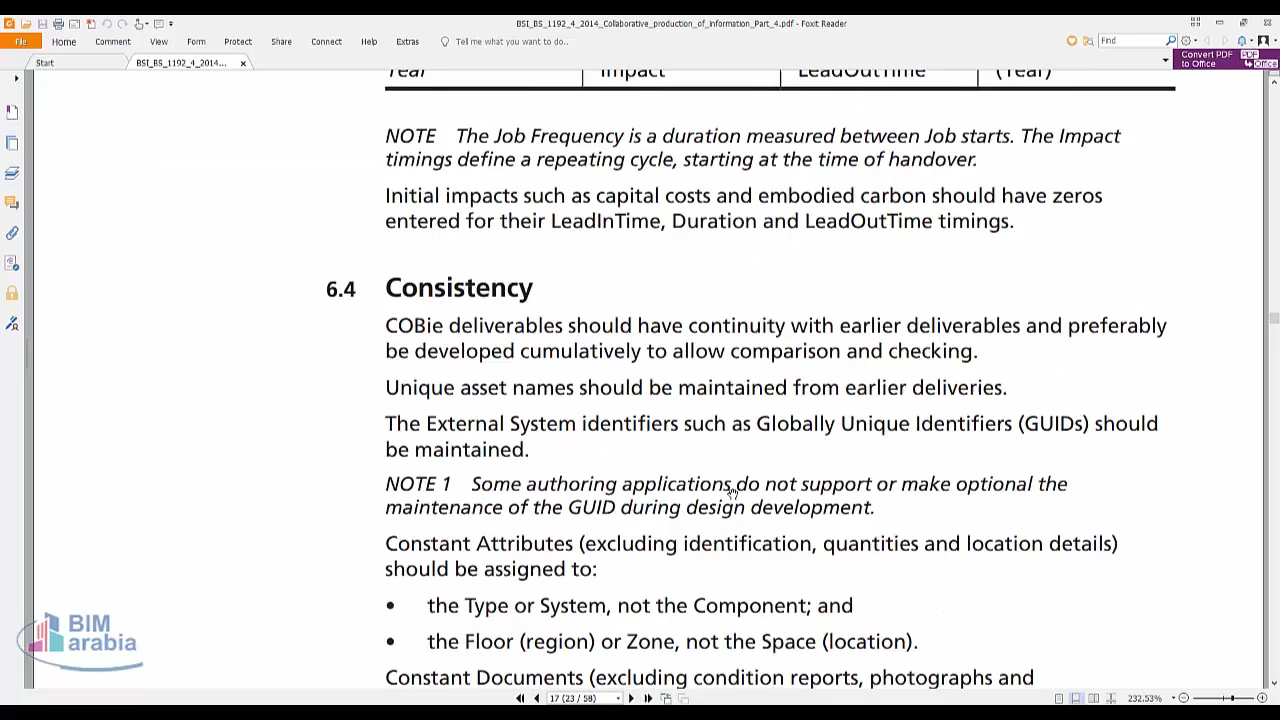 BSI_BS_1192_4_2014_Collaborative_production_of_information_Part_4.pdf - Foxit Reader
File Home Comment View Form Protect Share Connect Help Extras Tell me what you want to do.. Find
Start BSI_BS_1192_4_2014... Convert PDF to Office PDF Office
Year Impact LeadOutTime (Year)
NOTE The Job Frequency is a duration measured between Job starts. The Impact
timings define a repeating cycle, starting at the time of handover.
Initial impacts such as capital costs and embodied carbon should have zeros
entered for their LeadInTime, Duration and LeadOutTime timings.
6.4 Consistency
COBie deliverables should have continuity with earlier deliverables and preferably
be developed cumulatively to allow comparison and checking.
Unique asset names should be maintained from earlier deliveries.
The External System identifiers such as Globally Unique Identifiers (GUIDs) should
be maintained.
NOTE 1 Some authoring applications do not support or make optional the
maintenance of the GUID during design development.
Constant Attributes (excluding identification, quantities and location details)
should be assigned to:
• the Type or System, not the Component; and
• the Floor (region) or Zone, not the Space (location).
Constant Documents (excluding condition reports, photographs and
BIM
arabia
17 (23 / 58) 232.53%